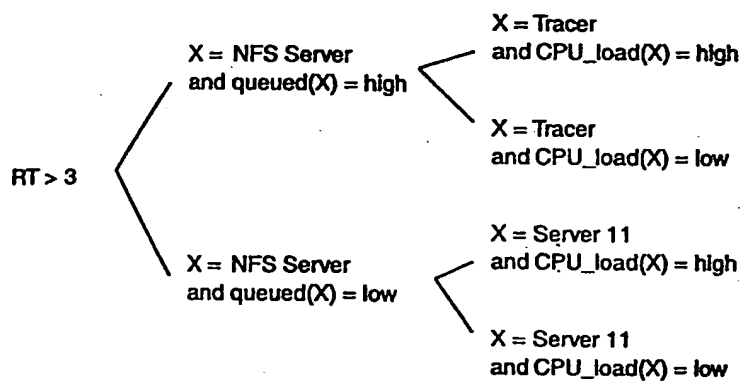 X = Tracer
and CPU_load(X) = high
X = NFS Server
and queued(X) = high
X = Tracer
and CPU_load(X) = low
RT > 3
X = NFS Server
and queued(X) = low
X = Server 11
and CPU_load(X) = high
X = Server 11
and CPU_load(X) = low